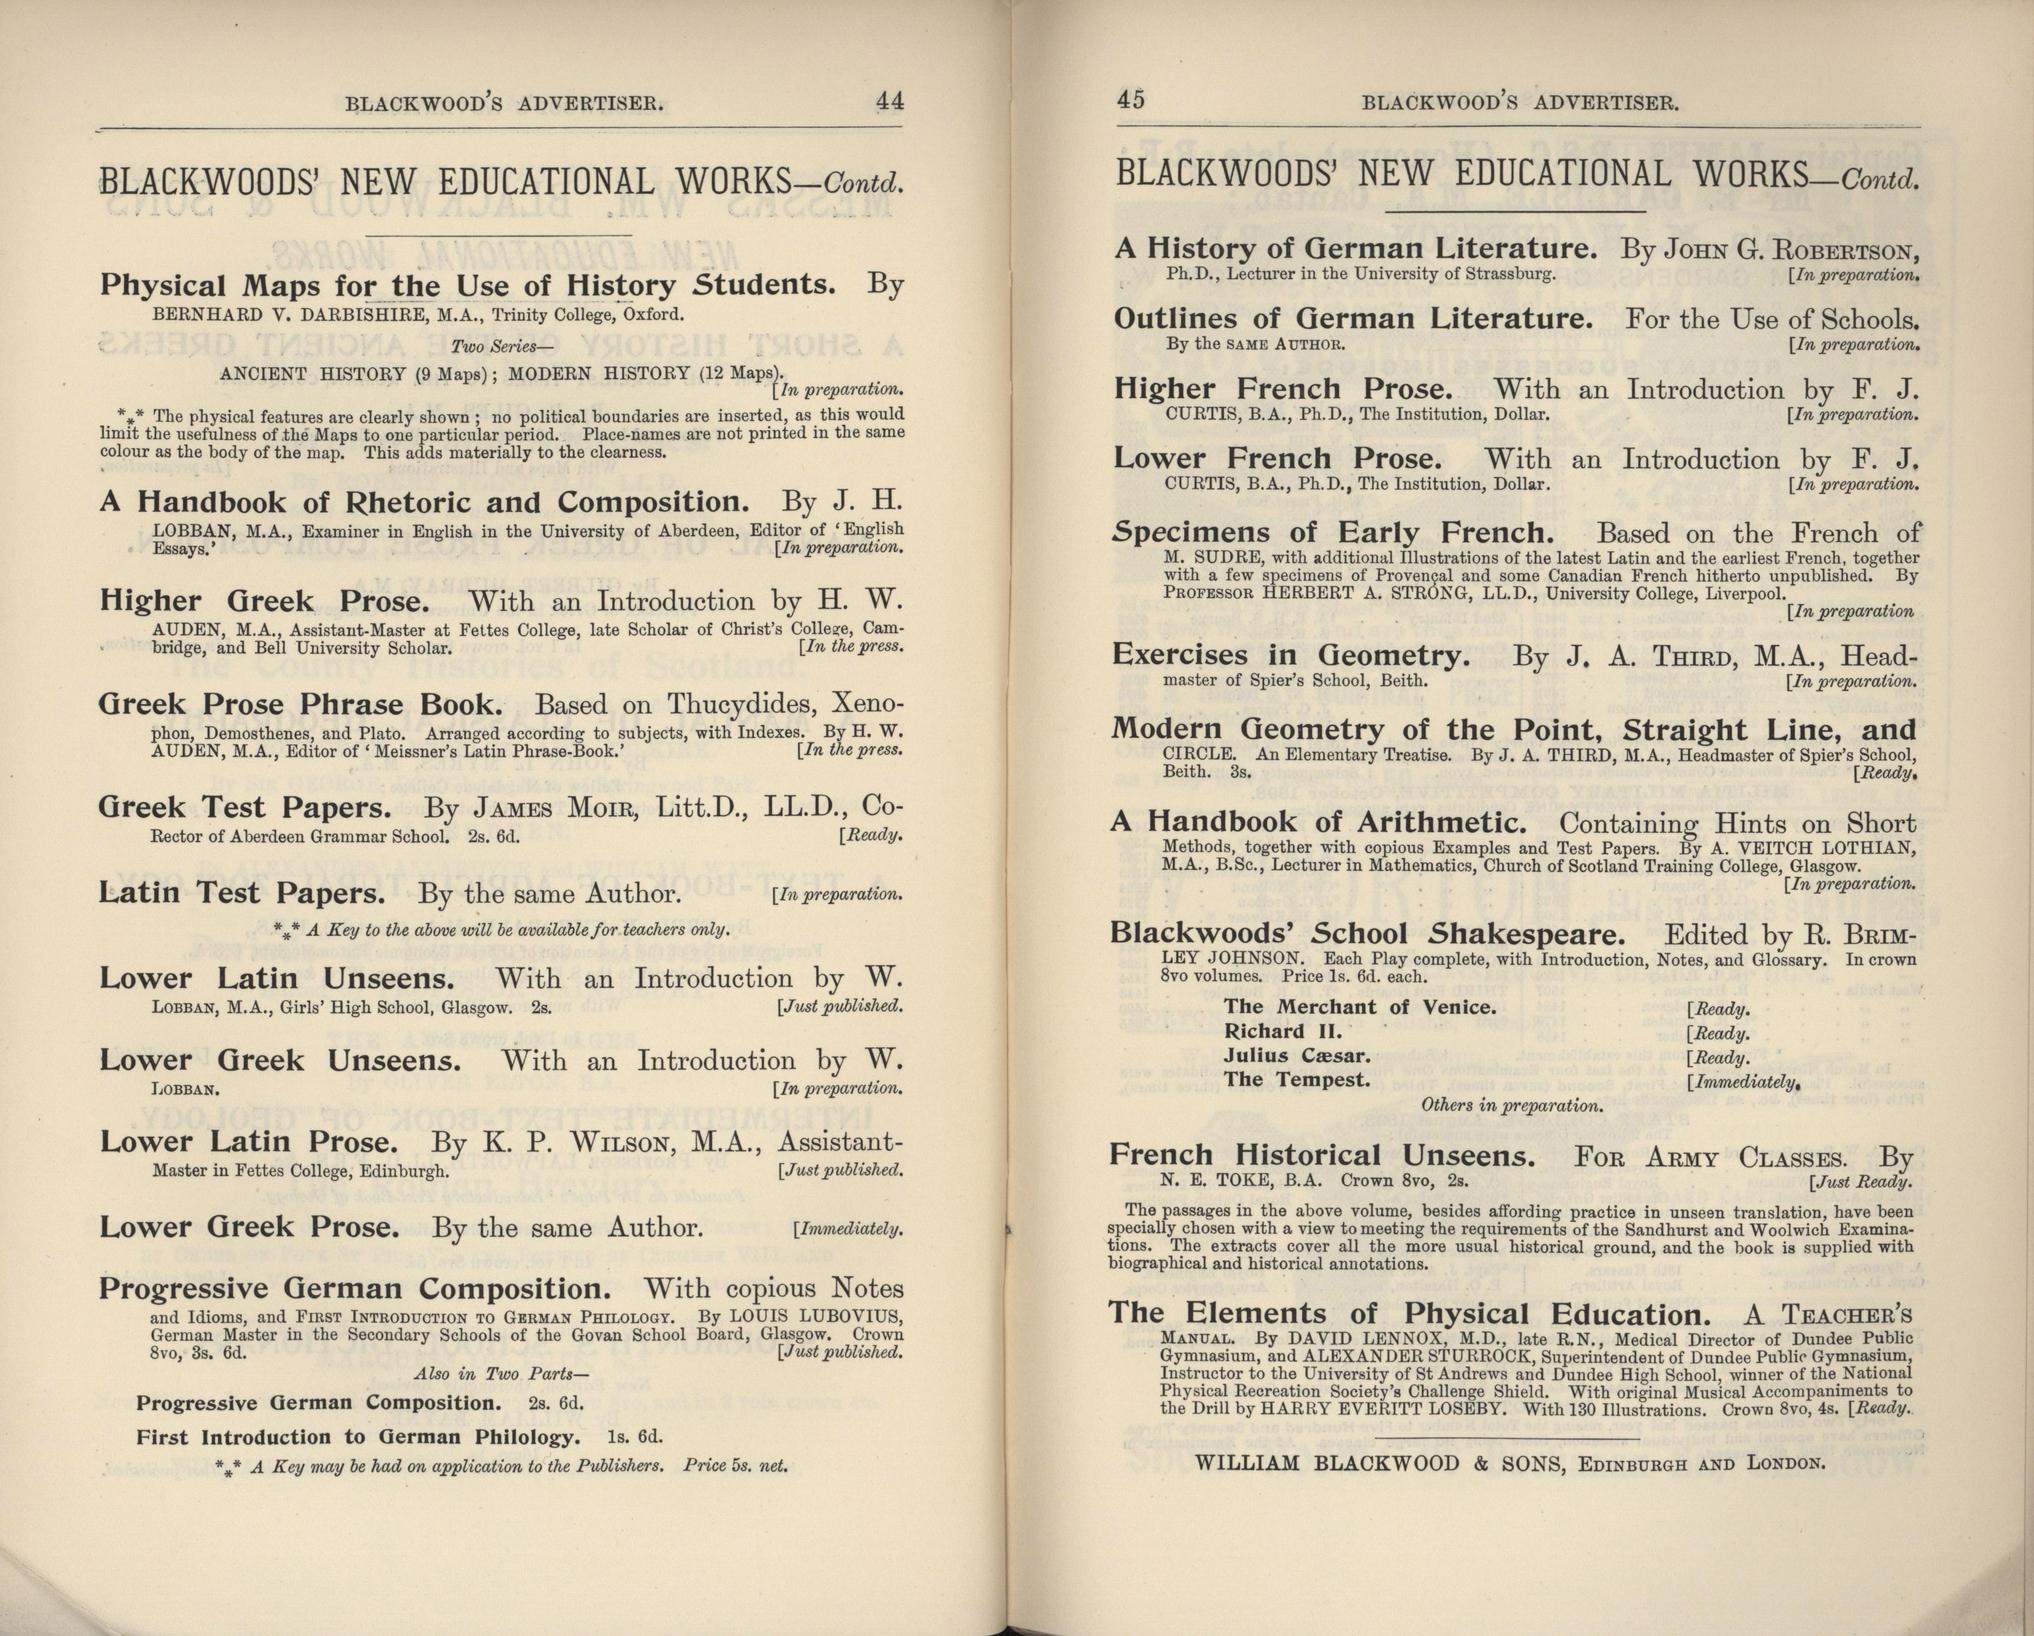 BLACKWOOD'S ADVERTISER. 44
BLACKWOODS' NEW EDUCATIONAL WORKS—Contd.
Physical Maps for the Use of History Students. By
BERNHARD V. DARBISHIRE, M.A., Trinity College, Oxford.
Two Series—
ANCIENT HISTORY (9 Maps); MODERN HISTORY (12 Maps).
[In preparation.
*⁎* The physical features are clearly shown; no political boundaries are inserted, as this would
limit the usefulness of the Maps to one particular period. Place-names are not printed in the same
colour as the body of the map. This adds materially to the clearness.
A Handbook of Rhetoric and Composition. By J. H.
LOBBAN, M.A., Examiner in English in the University of Aberdeen, Editor of 'English
Essays.' [In preparation.
Higher Greek Prose. With an Introduction by H. W.
AUDEN, M.A., Assistant-Master at Fettes College, late Scholar of Christ's College, Cam-
bridge, and Bell University Scholar. [In the press.
Greek Prose Phrase Book. Based on Thucydides, Xeno-
phon, Demosthenes, and Plato. Arranged according to subjects, with Indexes. By H. W.
AUDEN, M.A., Editor of 'Meissner's Latin Phrase-Book.' [In the press.
Greek Test Papers. By JAMES MOIR, Litt.D., LL.D., Co-
Rector of Aberdeen Grammar School. 2s. 6d. [Ready.
Latin Test Papers. By the same Author. [In preparation.
*⁎* A Key to the above will be available for teachers only.
Lower Latin Unseens. With an Introduction by W.
LOBBAN, M.A., Girls' High School, Glasgow. 2s. [Just published.
Lower Greek Unseens. With an Introduction by W.
LOBBAN. [In preparation.
Lower Latin Prose. By K. P. WILSON, M.A., Assistant-
Master in Fettes College, Edinburgh. [Just published.
Lower Greek Prose. By the same Author. [Immediately.
Progressive German Composition. With copious Notes
and Idioms, and FIRST INTRODUCTION TO GERMAN PHILOLOGY. By LOUIS LUBOVIUS,
German Master in the Secondary Schools of the Govan School Board, Glasgow. Crown
8vo, 3s. 6d. [Just published.
Also in Two Parts—
Progressive German Composition. 2s. 6d.
First Introduction to German Philology. 1s. 6d.
*⁎* A Key may be had on application to the Publishers. Price 5s. net.
45 BLACKWOOD'S ADVERTISER.
BLACKWOODS' NEW EDUCATIONAL WORKS—Contd.
A History of German Literature. By JOHN G. ROBERTSON,
Ph.D., Lecturer in the University of Strassburg. [In preparation.
Outlines of German Literature. For the Use of Schools.
By the SAME AUTHOR. [In preparation.
Higher French Prose. With an Introduction by F. J.
CURTIS, B.A., Ph.D., The Institution, Dollar. [In preparation.
Lower French Prose. With an Introduction by F. J.
CURTIS, B.A., Ph.D., The Institution, Dollar. [In preparation.
Specimens of Early French. Based on the French of
M. SUDRE, with additional Illustrations of the latest Latin and the earliest French, together
with a few specimens of Provençal and some Canadian French hitherto unpublished. By
PROFESSOR HERBERT A. STRONG, LL.D., University College, Liverpool.
[In preparation
Exercises in Geometry. By J. A. THIRD, M.A., Head-
master of Spier's School, Beith. [In preparation.
Modern Geometry of the Point, Straight Line, and
CIRCLE. An Elementary Treatise. By J. A. THIRD, M.A., Headmaster of Spier's School,
Beith. 3s. [Ready.
A Handbook of Arithmetic. Containing Hints on Short
Methods, together with copious Examples and Test Papers. By A. VEITCH LOTHIAN,
M.A., B.Sc., Lecturer in Mathematics, Church of Scotland Training College, Glasgow.
[In preparation.
Blackwoods' School Shakespeare. Edited by R. BRIM-
LEY JOHNSON. Each Play complete, with Introduction, Notes, and Glossary. In crown
8vo volumes. Price 1s. 6d. each.
The Merchant of Venice. [Ready.
Richard II. [Ready.
Julius Cæsar. [Ready.
The Tempest. [Immediately.
Others in preparation.
French Historical Unseens. FOR ARMY CLASSES. By
N. E. TOKE, B.A. Crown 8vo, 2s. [Just Ready.
The passages in the above volume, besides affording practice in unseen translation, have been
specially chosen with a view to meeting the requirements of the Sandhurst and Woolwich Examina-
tions. The extracts cover all the more usual historical ground, and the book is supplied with
biographical and historical annotations.
The Elements of Physical Education. A TEACHER'S
MANUAL. By DAVID LENNOX, M.D., late R.N., Medical Director of Dundee Public
Gymnasium, and ALEXANDER STURROCK, Superintendent of Dundee Public Gymnasium,
Instructor to the University of St Andrews and Dundee High School, winner of the National
Physical Recreation Society's Challenge Shield. With original Musical Accompaniments to
the Drill by HARRY EVERITT LOSEBY. With 130 Illustrations. Crown 8vo, 4s. [Ready.
WILLIAM BLACKWOOD & SONS, EDINBURGH AND LONDON.